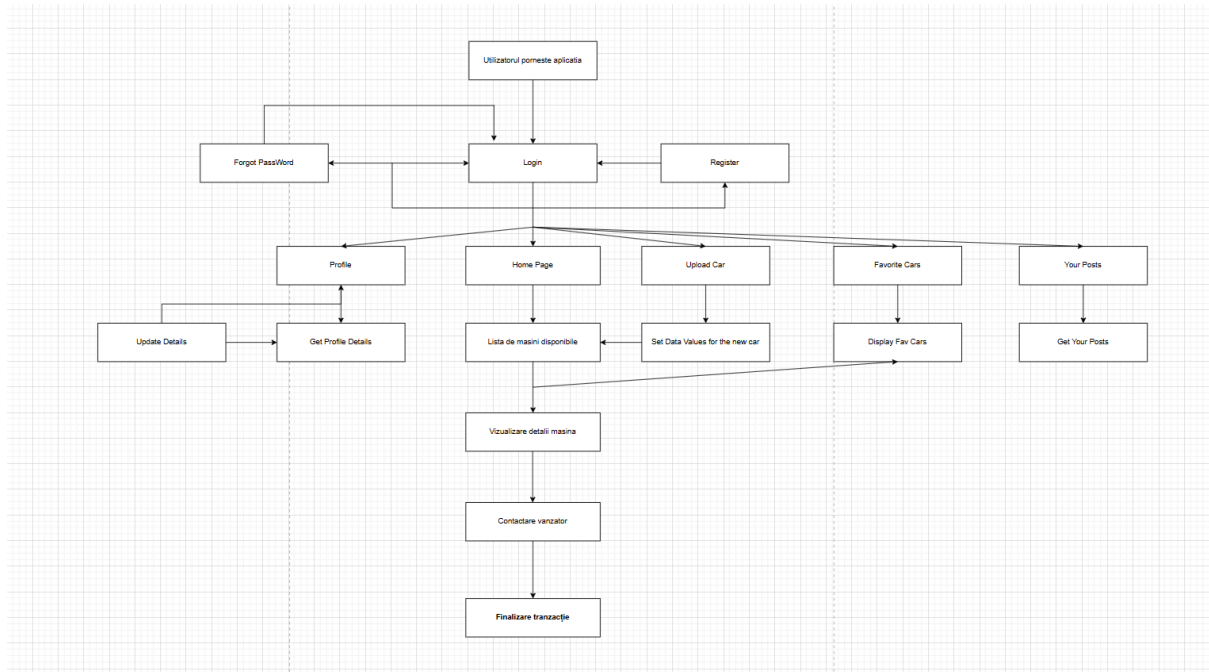 Utilizatorul porneste aplicatia
Forgot PassWord
Login
Register
Profile
Home Page
Upload Car
Favorite Cars
Your Posts
Update Details
Get Profile Details
Lista de masini disponibile
Set Data Values for the new car
Display Fav Cars
Get Your Posts
Vizualizare detalii masina
Contactare vanzator
Finalizare tranzacție